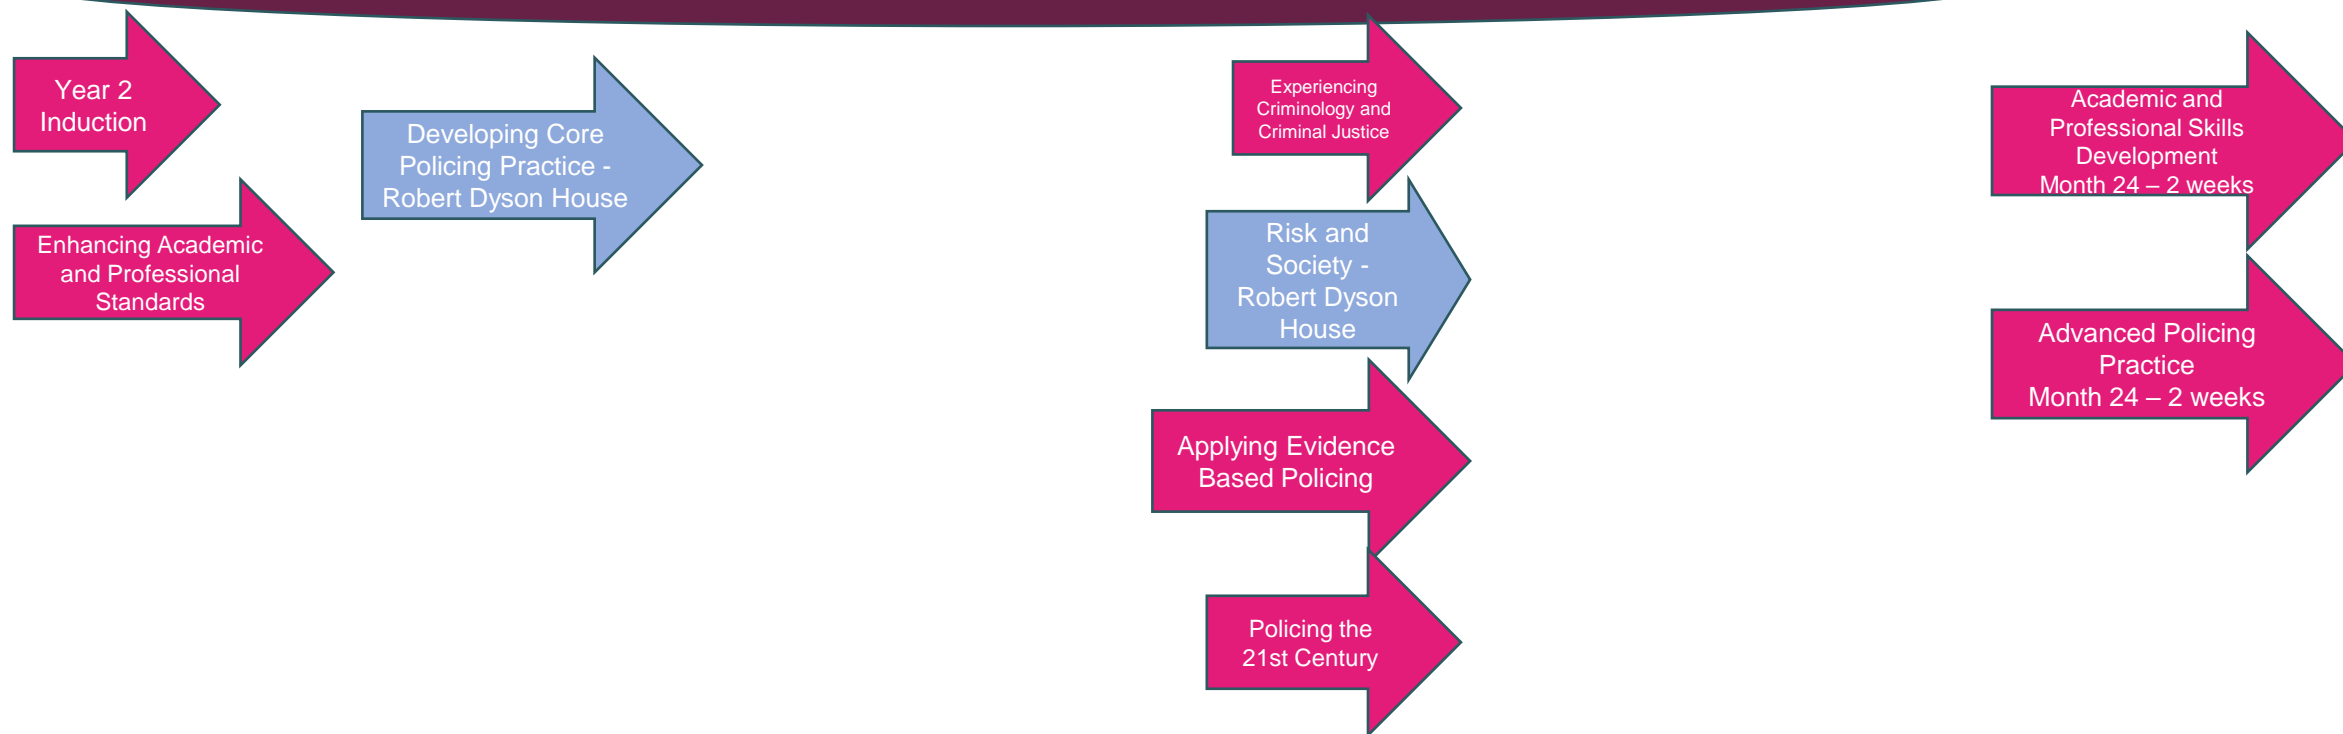 Year 2
Induction
Enhancing Academic
and Professional
Standards
Developing Core
Policing Practice -
Robert Dyson House
Experiencing
Criminology and
Criminal Justice
Risk and
Society -
Robert Dyson
House
Applying Evidence
Based Policing
Policing the
21st Century
Academic and
Professional Skills
Development
Month 24 – 2 weeks
Advanced Policing
Practice
Month 24 – 2 weeks